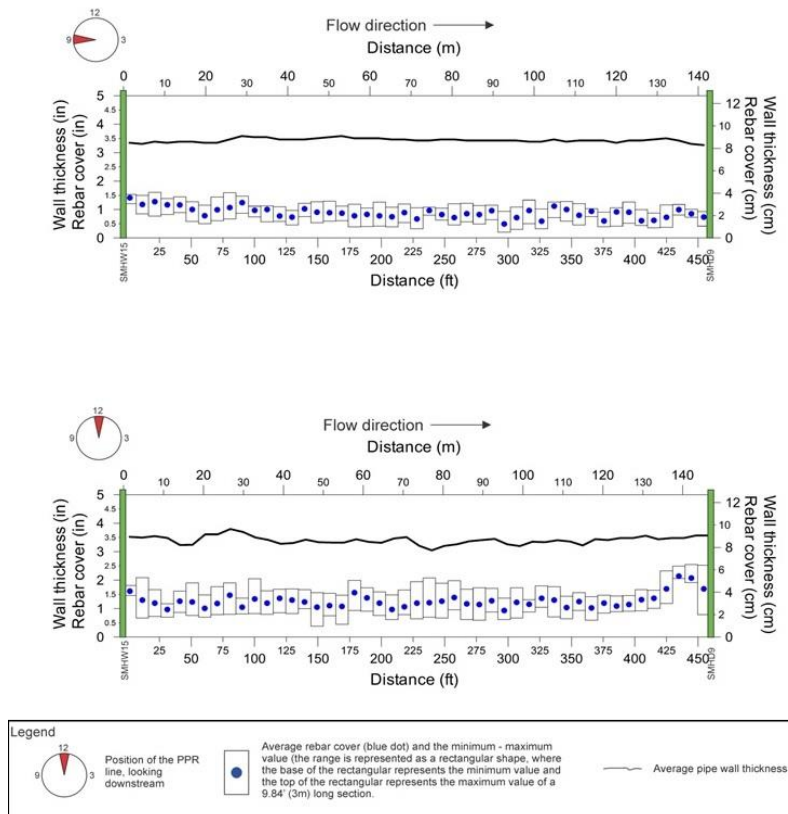 12
9
3
Flow direction
Distance (m)
0 10 20 30 40 50 60 70 80 90 100 110 120 130 140
Wall thickness (in)
Rebar cover (in)
5
4.5
4
3.5
3
2.5
2
1.5
1
0.5
0
12
10
8
6
4
2
0
Wall thickness (cm)
Rebar cover (cm)
SMHW15
25 50 75 100 125 150 175 200 225 250 275 300 325 350 375 400 425 450
SMHD9
Distance (ft)
12
9
3
Flow direction
Distance (m)
0 10 20 30 40 50 60 70 80 90 100 110 120 130 140
Wall thickness (in)
Rebar cover (in)
5
4.5
4
3.5
3
2.5
2
1.5
1
0.5
0
12
10
8
6
4
2
0
Wall thickness (cm)
Rebar cover (cm)
SMHW15
25 50 75 100 125 150 175 200 225 250 275 300 325 350 375 400 425 450
SMHD9
Distance (ft)
Legend
12
9
3
Position of the PPR
line, looking
downstream
Average rebar cover (blue dot) and the minimum - maximum
value (the range is represented as a rectangular shape, where
the base of the rectangular represents the minimum value and
the top of the rectangular represents the maximum value of a
9.84' (3m) long section.
Average pipe wall thickness